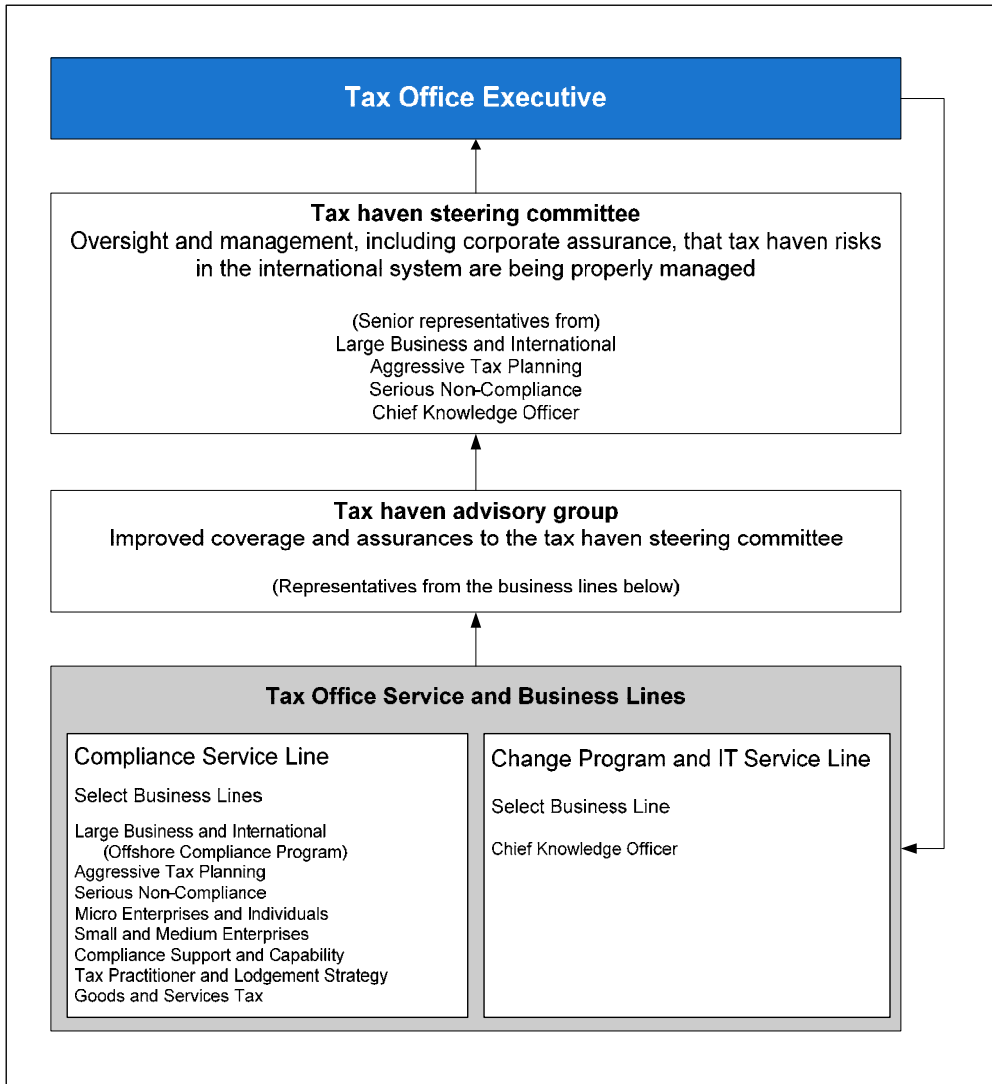 Tax Office Executive
Tax haven steering committee
Oversight and management, including corporate assurance, that tax haven risks
in the international system are being properly managed
(Senior representatives from)
Large Business and International
Aggressive Tax Planning
Serious Non-Compliance
Chief Knowledge Officer
Tax haven advisory group
Improved coverage and assurances to the tax haven steering committee
(Representatives from the business lines below)
Tax Office Service and Business Lines
Compliance Service Line
Select Business Lines
Large Business and International
(Offshore Compliance Program)
Aggressive Tax Planning
Serious Non-Compliance
Micro Enterprises and Individuals
Small and Medium Enterprises
Compliance Support and Capability
Tax Practitioner and Lodgement Strategy
Goods and Services Tax
Change Program and IT Service Line
Select Business Line
Chief Knowledge Officer